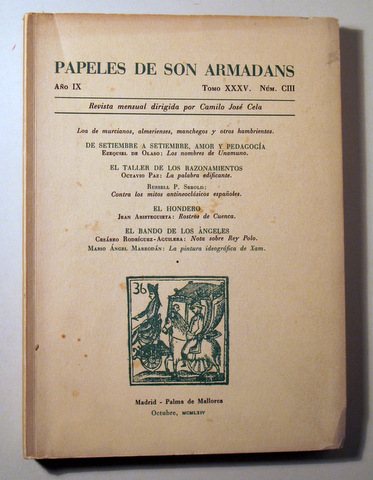 PAPELES DE SON ARMADANS
AÑO IX TOMO XXXV. NÚM. CIII
Revista mensual dirigida por Camilo José Cela
Loa de murcianos, almerienses, manchegos y otros hambrientos.
DE SETIEMBRE A SETIEMBRE, AMOR Y PEDAGOGÍA
EZEQUIEL DE OLASO: Los nombres de Unamuno.
EL TALLER DE LOS RAZONAMIENTOS
OCTAVIO PAZ: La palabra edificante.
RUSSELL P. SEBOLD:
Contra los mitos antineoclásicos españoles.
EL HONDERO
JEAN ARISTEGUIETA: Rostros de Cuenca.
EL BANDO DE LOS ÁNGELES
CESÁREO RODRÍGUEZ-AGUILERA: Nota sobre Rey Polo.
MARIO ÁNGEL MARRODÁN: La pintura ideográfica de Xam.
36
Madrid - Palma de Mallorca
Octubre, MCMLXIV